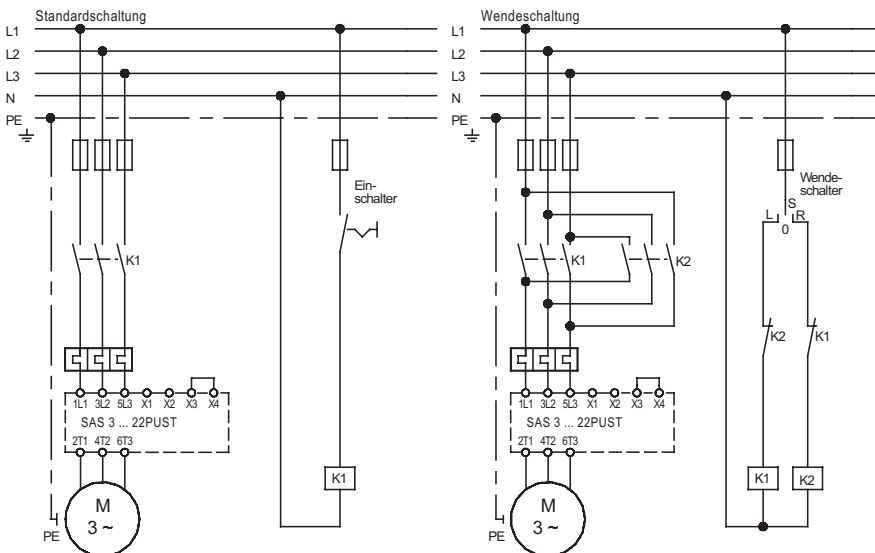 Standardschaltung
L1
L2
L3
N
PE
Ein-
schalter
K1
1L1 3L2 5L3 X1 X2 X3 X4
SAS 3 ... 22PUST
2T1 4T2 6T3
K1
M
3 ~
PE
Wendeschaltung
L1
L2
L3
N
PE
Wende-
schalter
S
L R
0
K1
K2
K2
K1
1L1 3L2 5L3 X1 X2 X3 X4
SAS 3 ... 22PUST
2T1 4T2 6T3
K1
K2
M
3 ~
PE